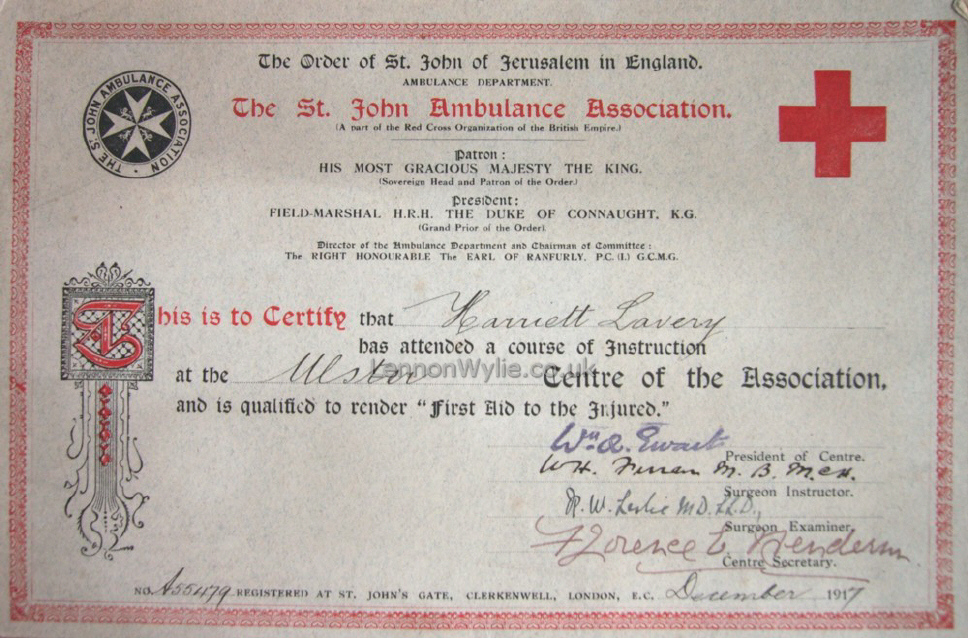 The Order of St. John of Jerusalem in England.
AMBULANCE DEPARTMENT.
THE ST. JOHN AMBULANCE ASSOCIATION
The St. John Ambulance Association.
(A part of the Red Cross Organization of the British Empire.)
Patron:
HIS MOST GRACIOUS MAJESTY THE KING.
(Sovereign Head and Patron of the Order.)
President:
FIELD-MARSHAL H.R.H. THE DUKE OF CONNAUGHT, K.G.
(Grand Prior of the Order).
Director of the Ambulance Department and Chairman of Committee:
The RIGHT HONOURABLE The EARL OF RANFURLY, P.C. (I.) G.C.M.G.
This is to Certify that Harriett Lavery
has attended a course of Instruction
LennonWylie.co.uk
at the Ulster Centre of the Association,
and is qualified to render "First Aid to the Injured."
Wm. Q. Ewart
President of Centre.
W.H. M.B. M.Ch.
Surgeon Instructor.
R. W. Leslie M.D. LL.D.,
Surgeon Examiner.
Florence E
Centre Secretary.
NO. A55479 REGISTERED AT ST. JOHN'S GATE, CLERKENWELL, LONDON, E.C. December 1917